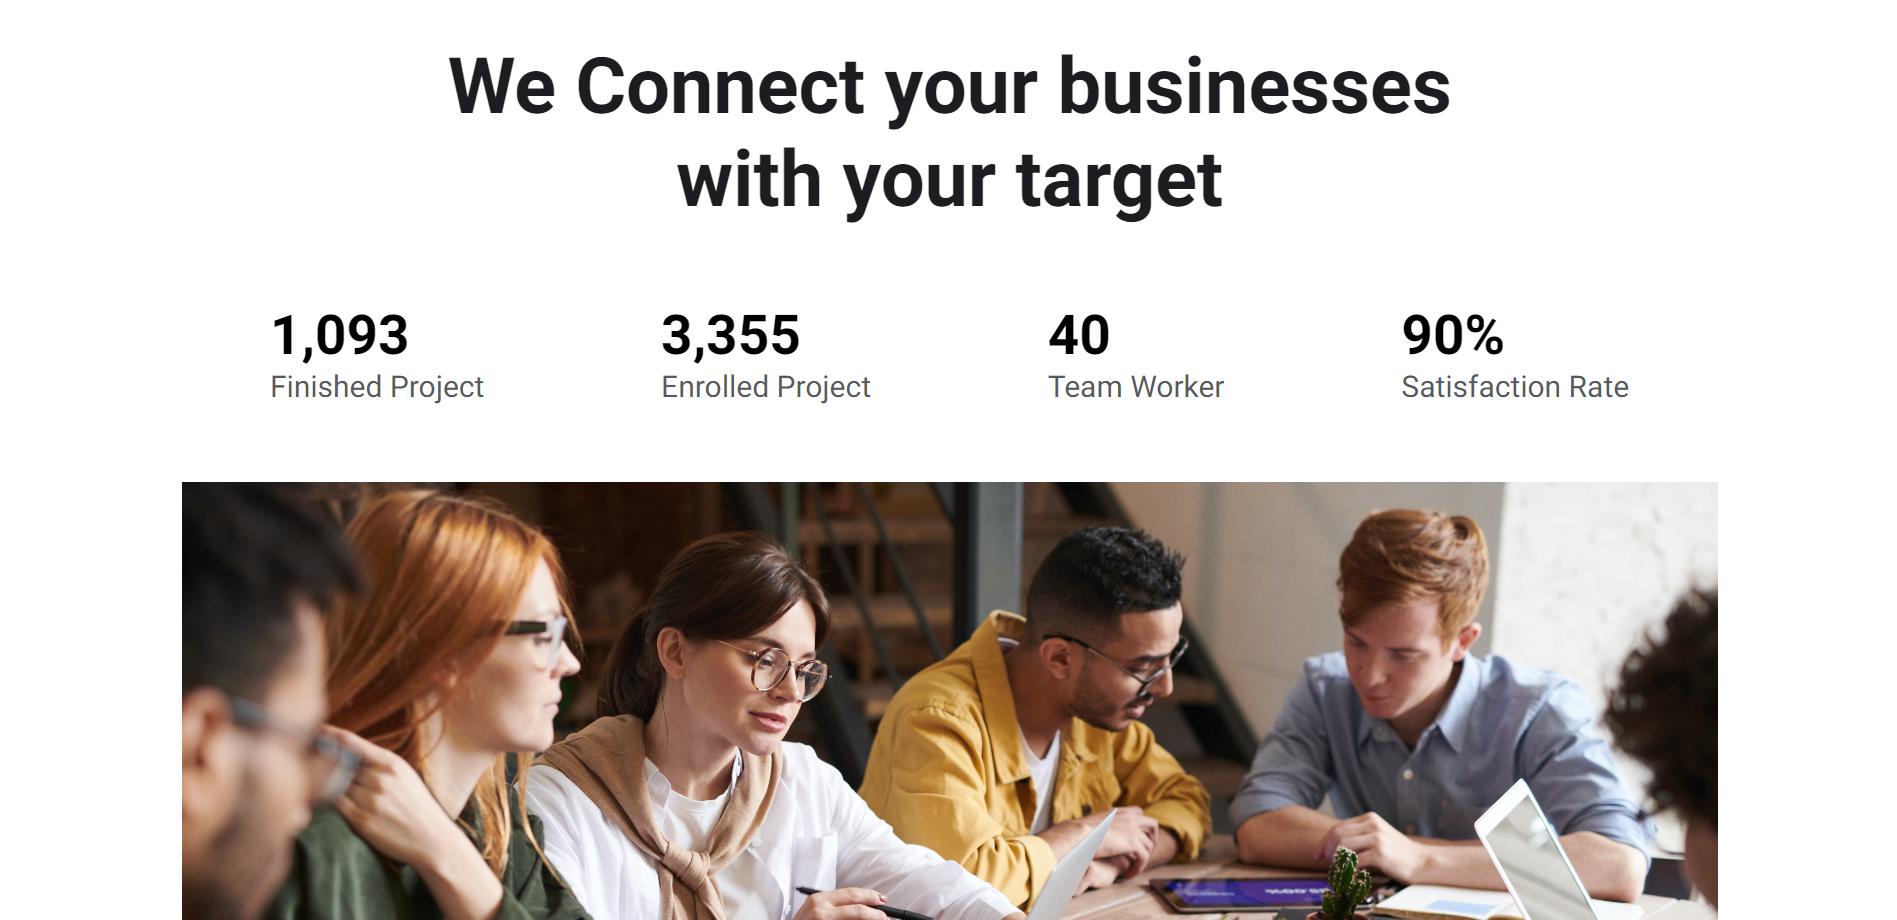 We Connect your businesses
with your target
1,093
Finished Project
3,355
Enrolled Project
40
Team Worker
90%
Satisfaction Rate